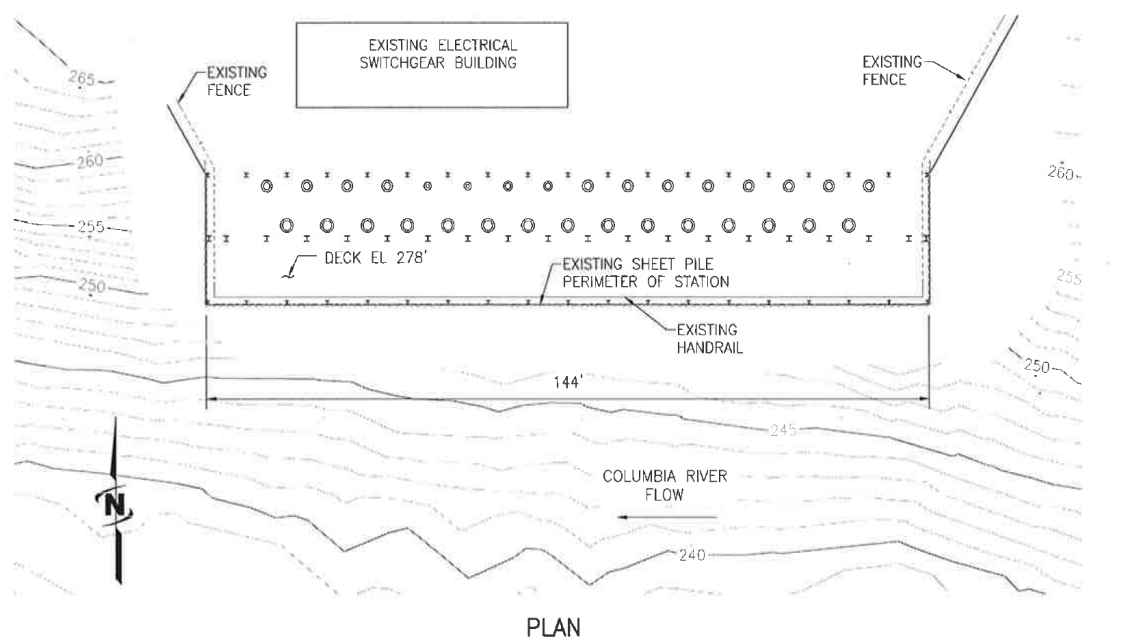 EXISTING ELECTRICAL
SWITCHGEAR BUILDING
EXISTING
FENCE
EXISTING
FENCE
265
260
260
255
DECK EL 278'
EXISTING SHEET PILE
PERIMETER OF STATION
255
250
EXISTING
HANDRAIL
250
144'
245
COLUMBIA RIVER
FLOW
N
240
PLAN